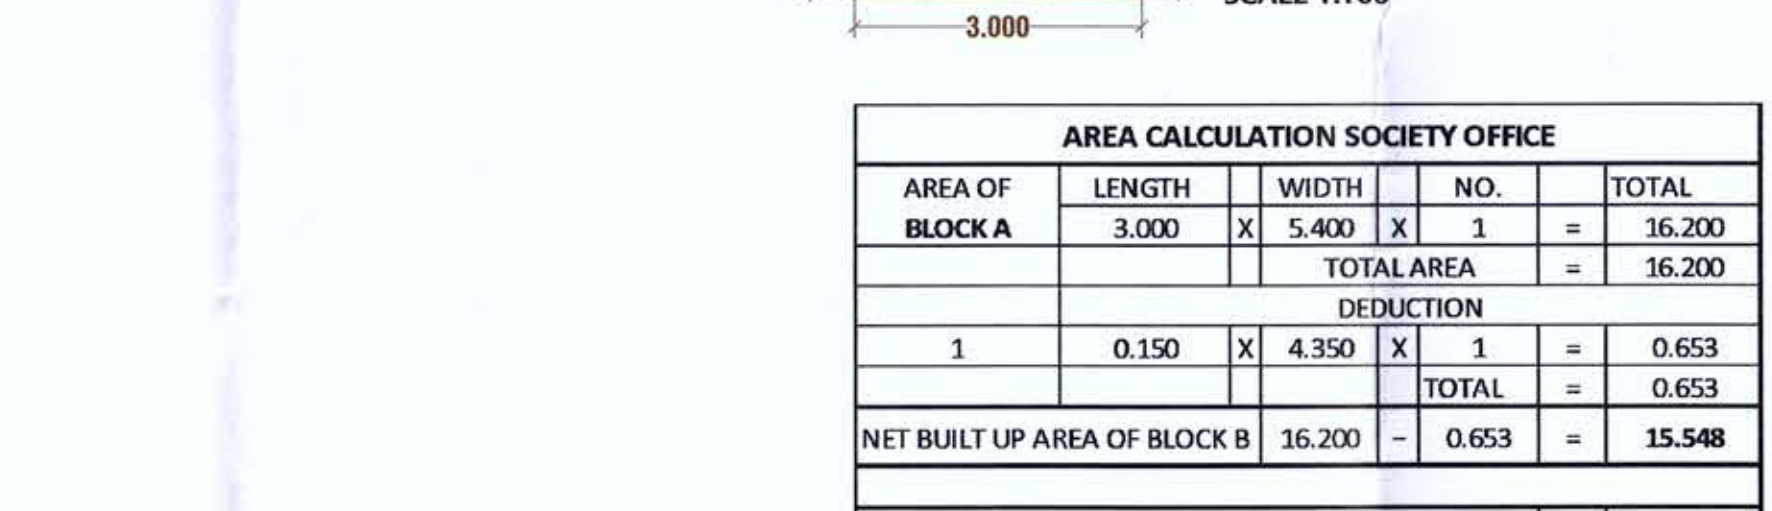 3.000
AREA CALCULATION SOCIETY OFFICE
AREA OF LENGTH WIDTH NO. TOTAL
BLOCK A 3.000 X 5.400 X 1 = 16.200
TOTAL AREA = 16.200
DEDUCTION
1 0.150 X 4.350 X 1 = 0.653
TOTAL = 0.653
NET BUILT UP AREA OF BLOCK B 16.200 – 0.653 = 15.548